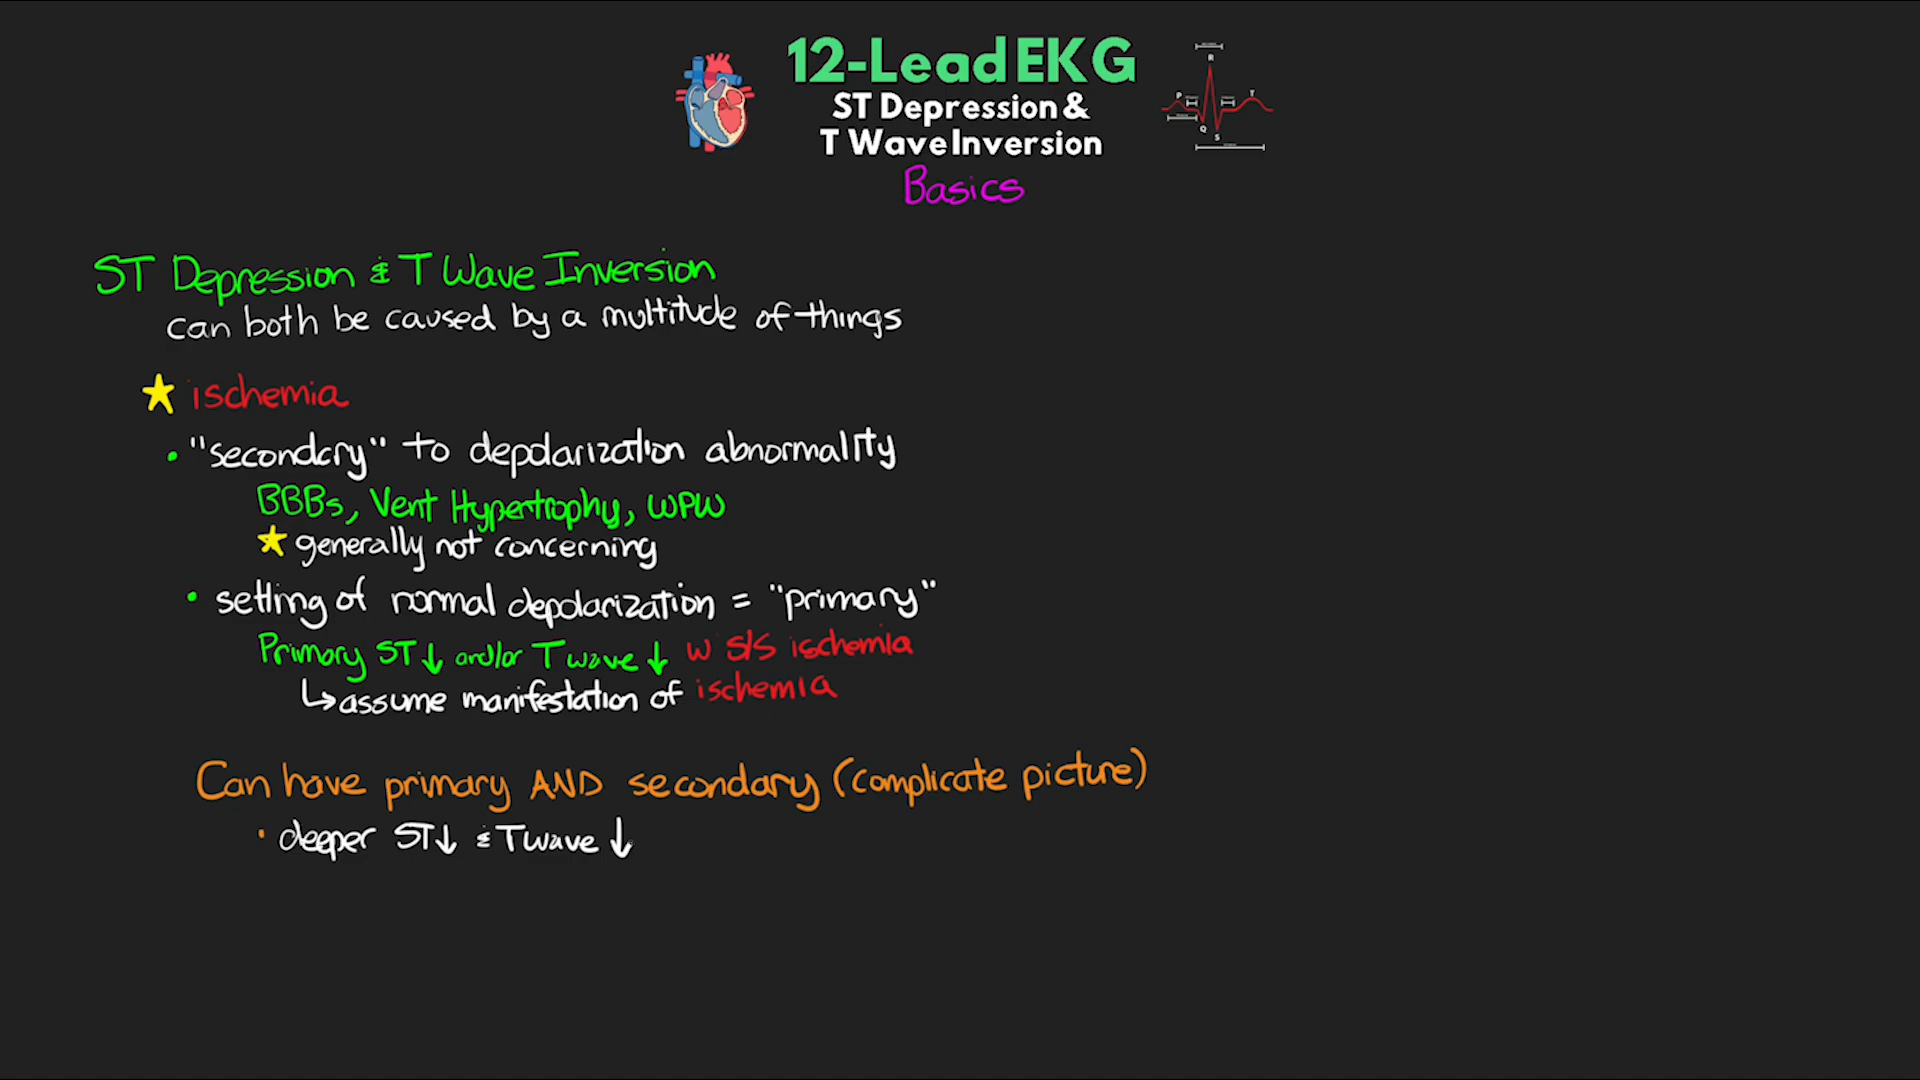 12-Lead EKG
ST Depression &
T Wave Inversion
Basics
R
P
T
Q
S
ST Depression & T Wave Inversion
can both be caused by a multitude of things
★ ischemia
• "secondary" to depolarization abnormality
BBBs, Vent Hypertrophy, WPW
★ generally not concerning
• setting of normal depolarization = "primary"
Primary ST↓ and/or T wave ↓ w S/S ischemia
↳ assume manifestation of ischemia
Can have primary AND secondary (complicate picture)
• deeper ST↓ & T wave ↓